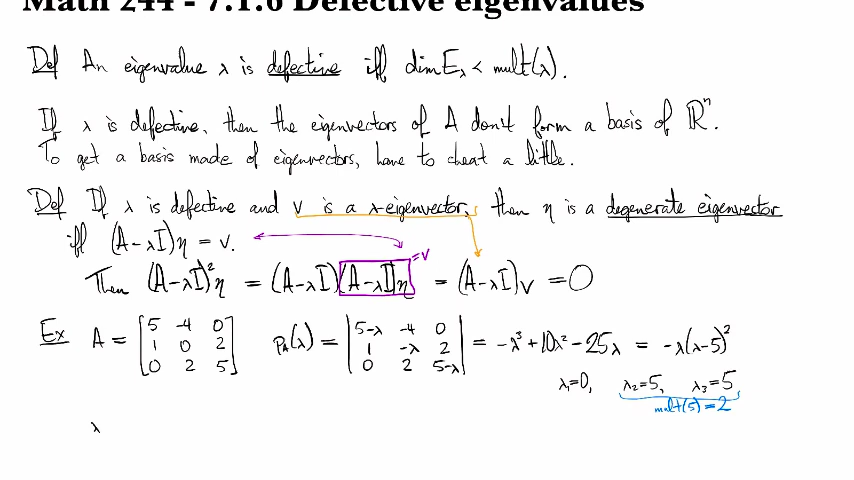 Math 244 - 7.1.6 Defective eigenvalues
Def An eigenvalue λ is defective iff dim E_λ < mult(λ).
If λ is defective, then the eigenvectors of A don't form a basis of ℝⁿ.
To get a basis made of eigenvectors, have to cheat a little.
Def If λ is defective and v is a λ-eigenvector, then η is a degenerate eigenvector
iff (A-λI)η = v.
Then (A-λI)²η = (A-λI)(A-λI)η = (A-λI)v = 0
=v
Ex A = [5 -4 0; 1 0 2; 0 2 5] p_A(λ) = |5-λ -4 0; 1 -λ 2; 0 2 5-λ| = -λ³+10λ²-25λ = -λ(λ-5)²
λ₁=0, λ₂=5, λ₃=5
mult(5)=2
λ